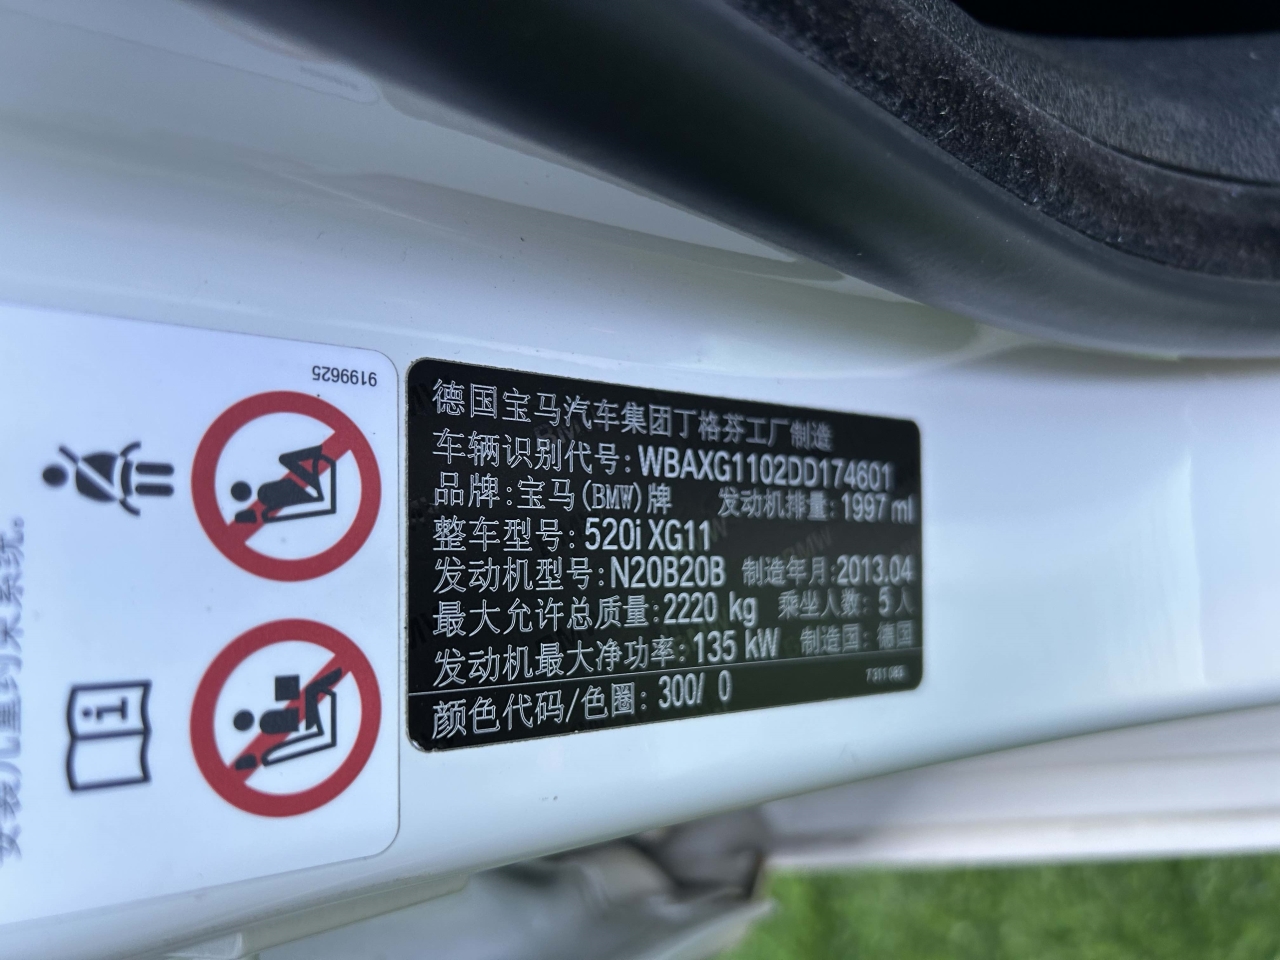 德国宝马汽车集团丁格芬工厂制造
车辆识别代号:WBAXG1102DD174601
品牌:宝马(BMW)牌 发动机排量:1997 ml
整车型号:520i XG11
发动机型号:N20B20B 制造年月:2013.04
最大允许总质量:2220 kg 乘坐人数: 5 人
发动机最大净功率:135 kW 制造国: 德国
颜色代码/色圈: 300/ 0
9199625